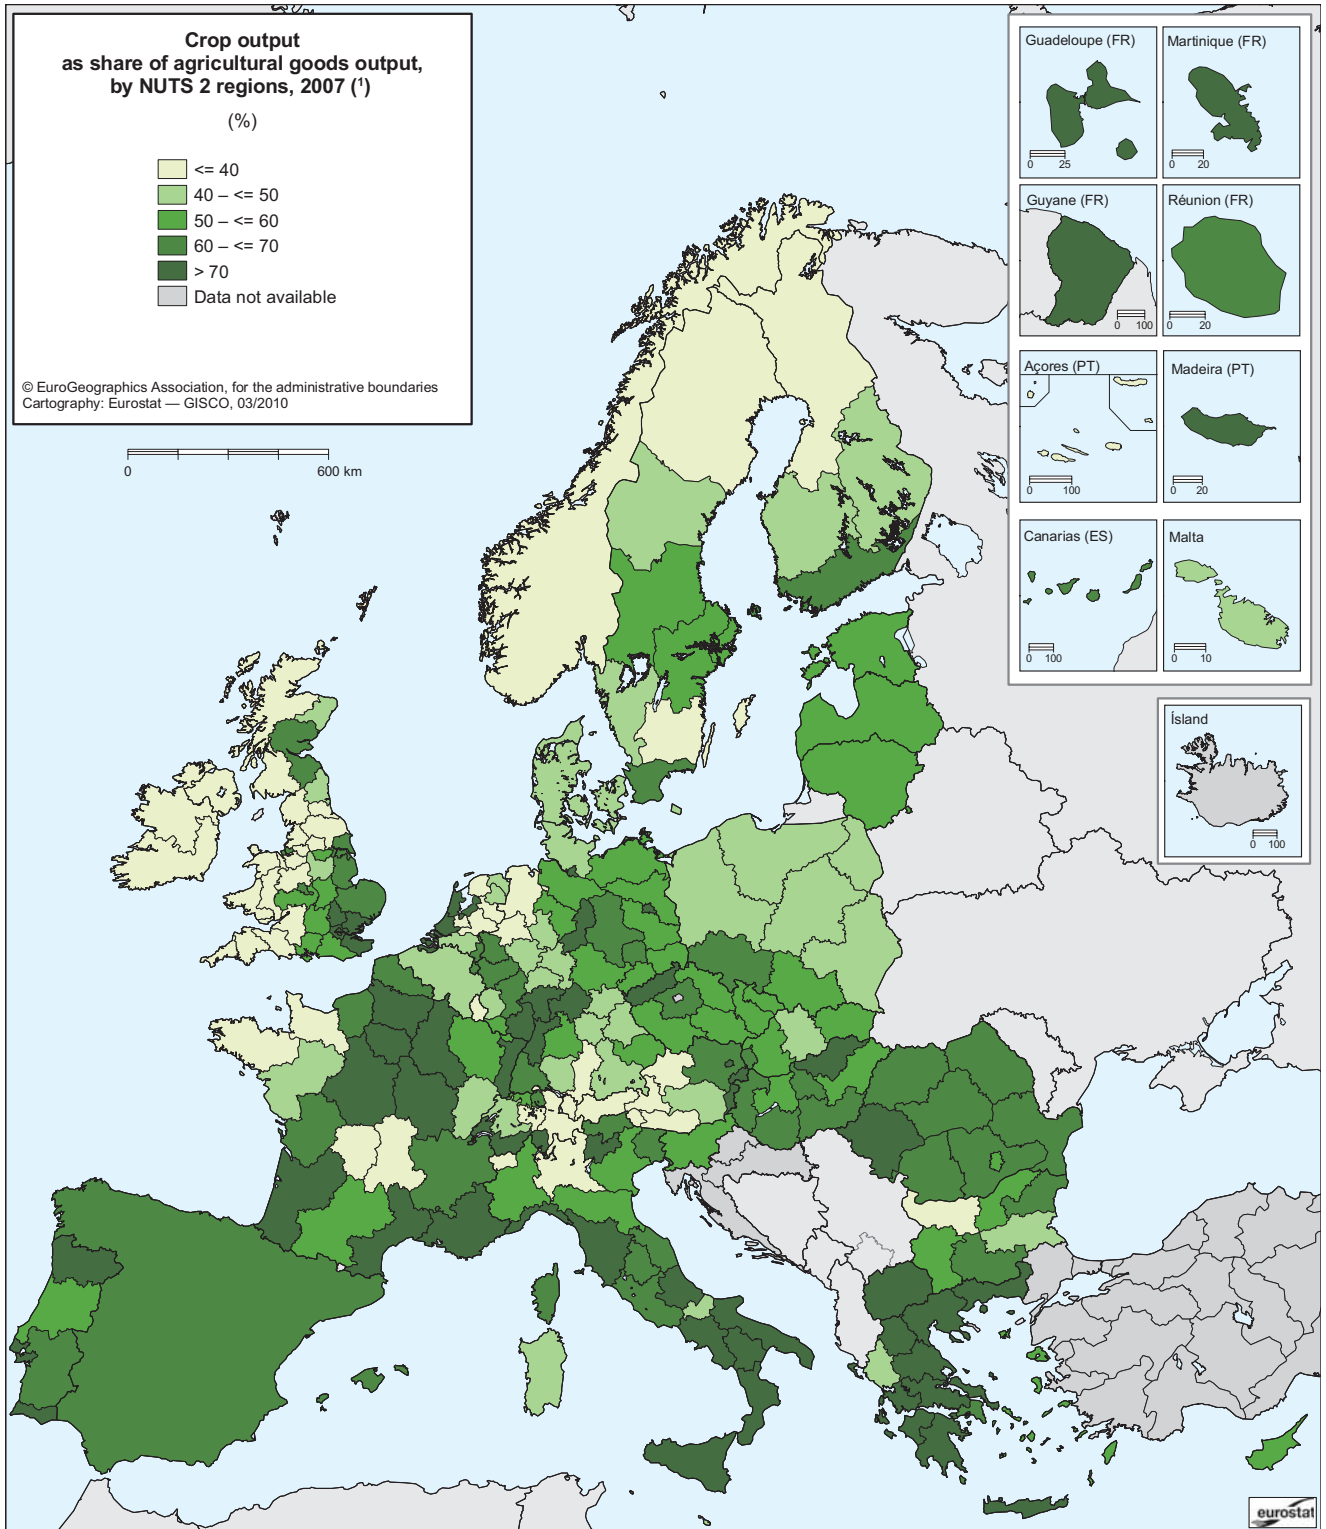 Crop output
as share of agricultural goods output,
by NUTS 2 regions, 2007 (¹)
(%)
<= 40
40 – <= 50
50 – <= 60
60 – <= 70
> 70
Data not available
© EuroGeographics Association, for the administrative boundaries
Cartography: Eurostat — GISCO, 03/2010
0 600 km
Guadeloupe (FR)
0 25
Martinique (FR)
0 20
Guyane (FR)
0 100
Réunion (FR)
0 20
Açores (PT)
0 100
Madeira (PT)
0 20
Canarias (ES)
0 100
Malta
0 10
Ísland
0 100
eurostat